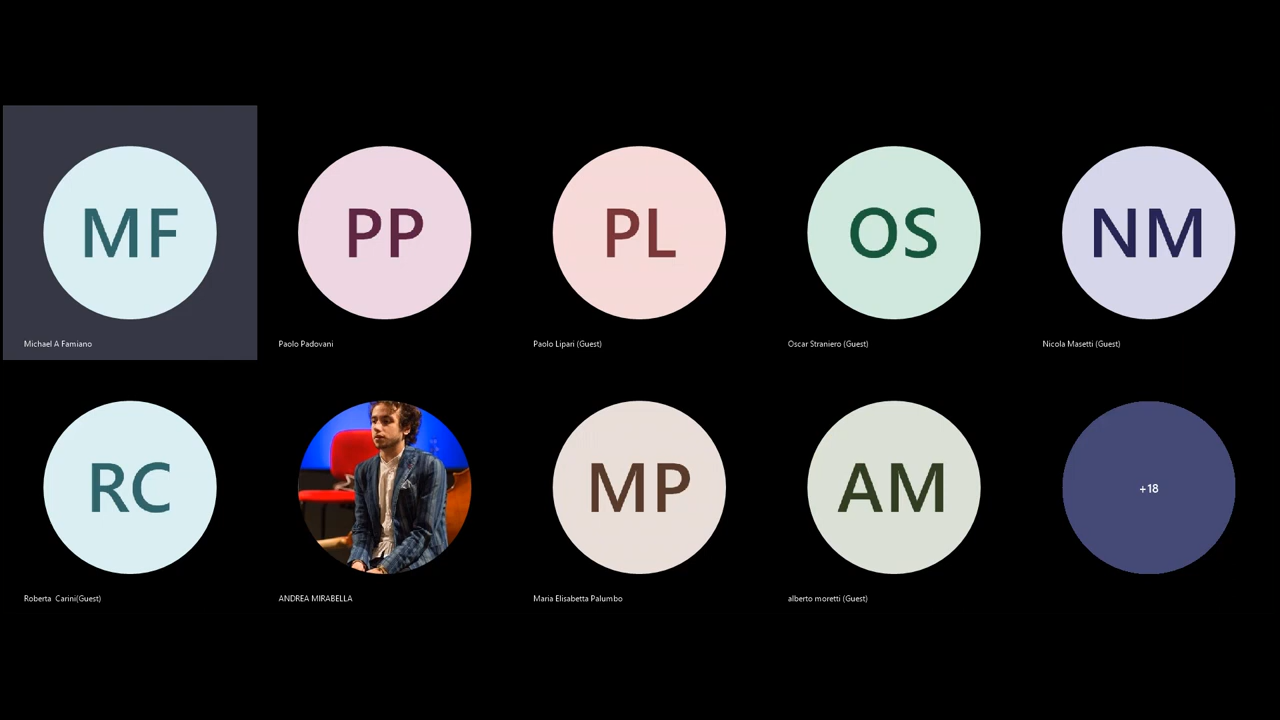 MF
PP
PL
OS
NM
Michael A Famiano
Paolo Padovani
Paolo Lipari (Guest)
Oscar Straniero (Guest)
Nicola Masetti (Guest)
RC
MP
AM
+18
Roberta  Carini(Guest)
ANDREA MIRABELLA
Maria Elisabetta Palumbo
alberto moretti (Guest)